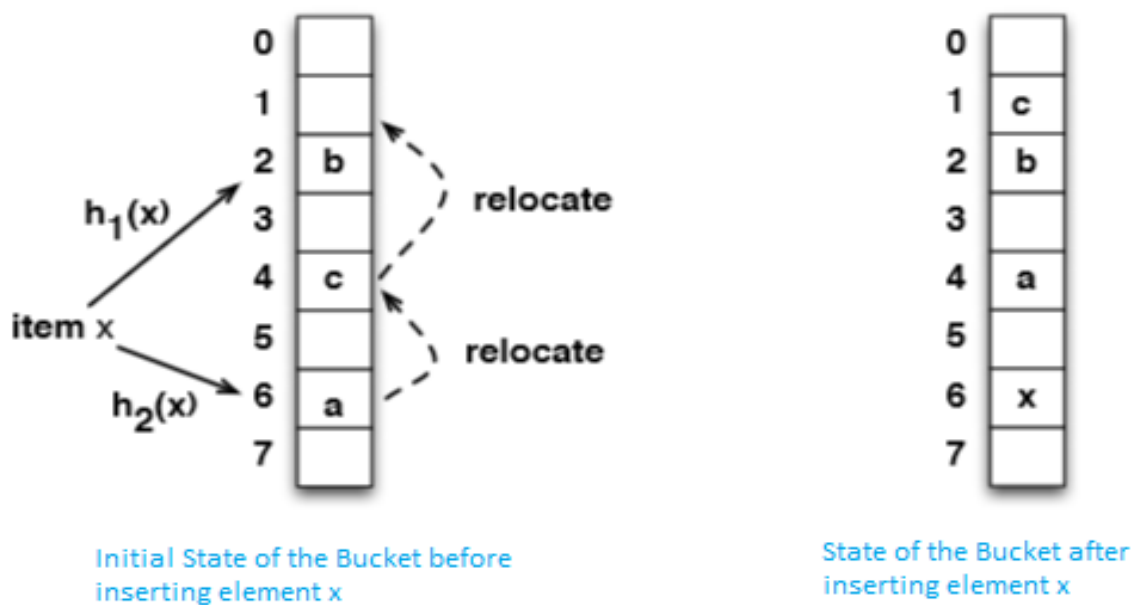 0
1
2 b
3
4 c
5
6 a
7
h1(x)
item x
h2(x)
relocate
relocate
Initial State of the Bucket before
inserting element x
0
1 c
2 b
3
4 a
5
6 x
7
State of the Bucket after
inserting element x